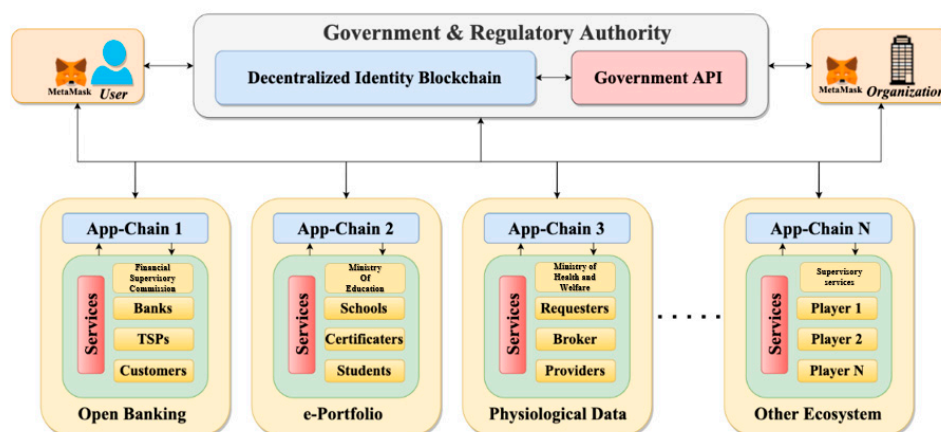 Government & Regulatory Authority
MetaMask
User
Decentralized Identity Blockchain
Government API
MetaMask
Organization
App-Chain 1
Services
Financial
Supervisory
Commission
Banks
TSPs
Customers
Open Banking
App-Chain 2
Services
Ministry
Of
Education
Schools
Certificaters
Students
e-Portfolio
App-Chain 3
Services
Ministry of
Health and
Welfare
Requesters
Broker
Providers
Physiological Data
App-Chain N
Services
Supervisory
services
Player 1
Player 2
Player N
Other Ecosystem